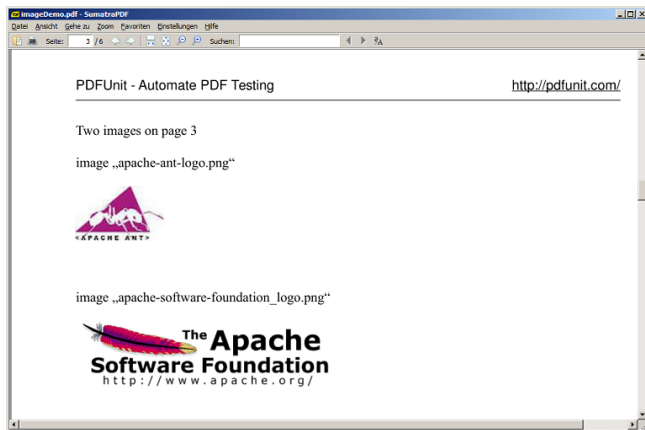 imageDemo.pdf - SumatraPDF
Datei Ansicht Gehe zu Zoom Favoriten Einstellungen Hilfe
Seite: 3 / 6 Suchen:
PDFUnit - Automate PDF Testing http://pdfunit.com/
Two images on page 3
image „apache-ant-logo.png“
<APACHE ANT>
image „apache-software-foundation_logo.png“
The Apache
Software Foundation
http://www.apache.org/